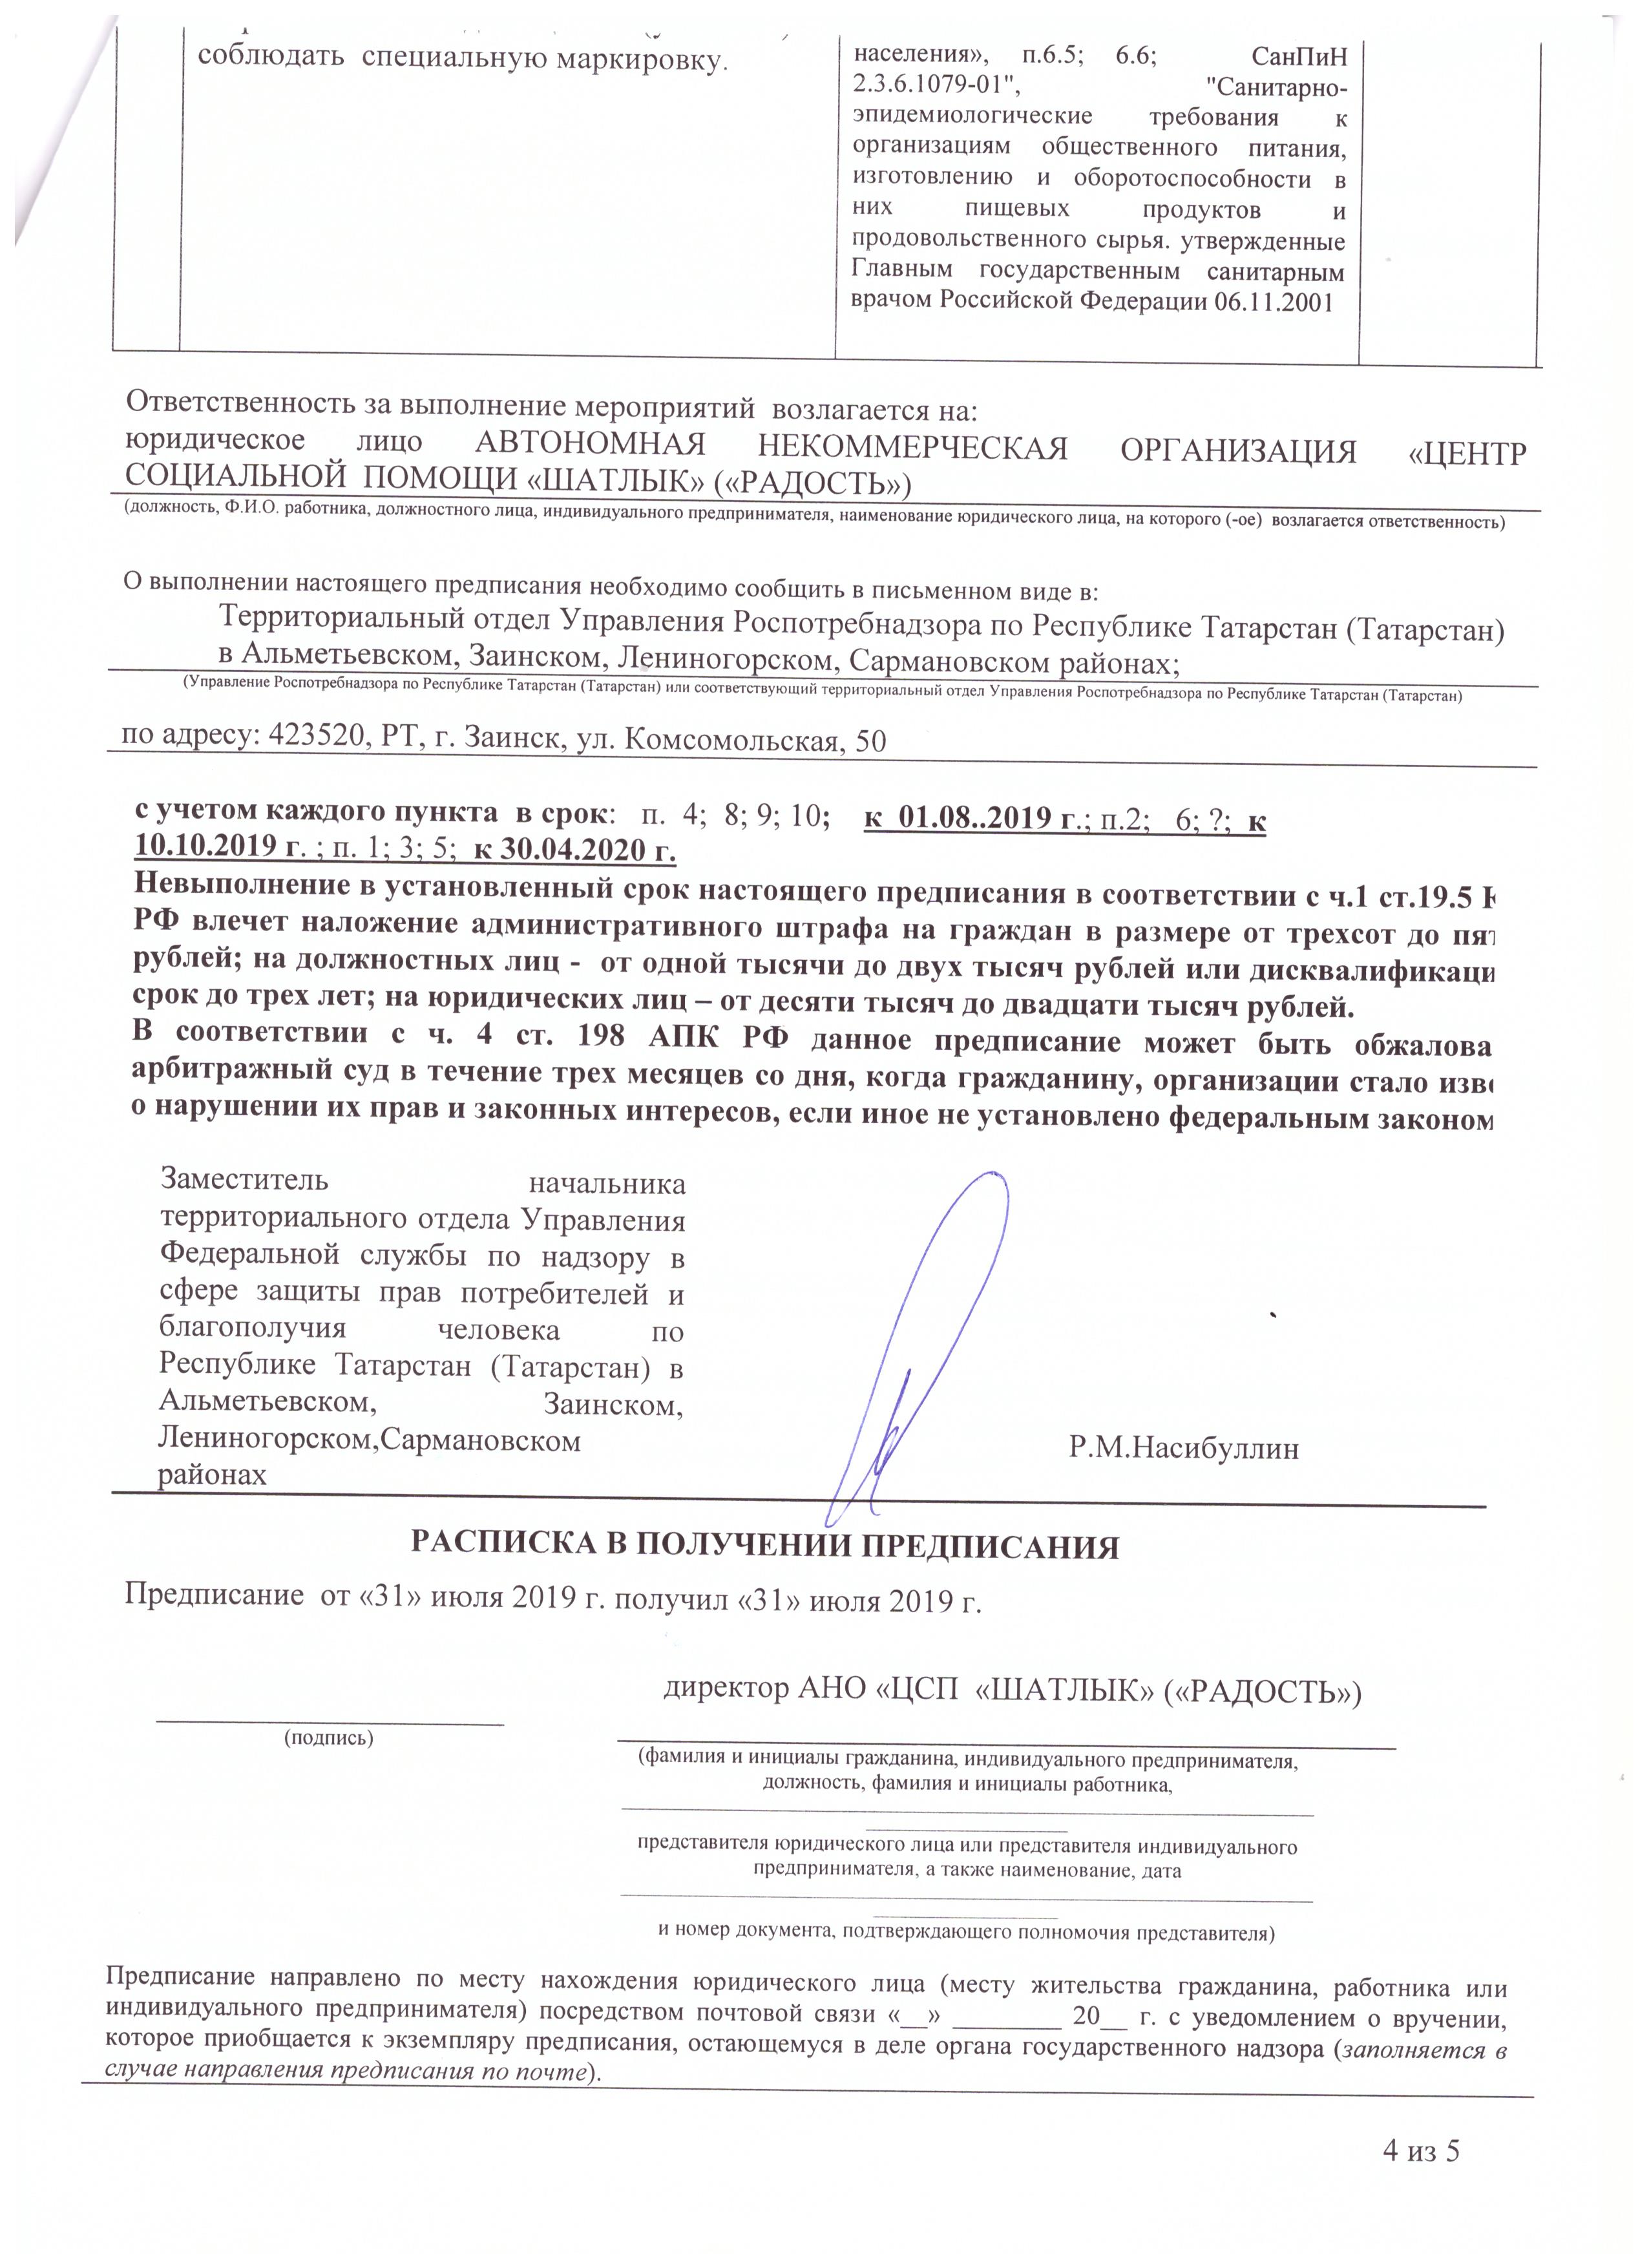 соблюдать специальную маркировку.
населения», п.6.5; 6.6; СанПиН
2.3.6.1079-01", "Санитарно-
эпидемиологические требования к
организациям общественного питания,
изготовлению и оборотоспособности в
них пищевых продуктов и
продовольственного сырья. утвержденные
Главным государственным санитарным
врачом Российской Федерации 06.11.2001
Ответственность за выполнение мероприятий возлагается на:
юридическое лицо АВТОНОМНАЯ НЕКОММЕРЧЕСКАЯ ОРГАНИЗАЦИЯ «ЦЕНТР
СОЦИАЛЬНОЙ ПОМОЩИ «ШАТЛЫК» («РАДОСТЬ»)
(должность, Ф.И.О. работника, должностного лица, индивидуального предпринимателя, наименование юридического лица, на которого (-ое) возлагается ответственность)
О выполнении настоящего предписания необходимо сообщить в письменном виде в:
Территориальный отдел Управления Роспотребнадзора по Республике Татарстан (Татарстан)
в Альметьевском, Заинском, Лениногорском, Сармановском районах;
(Управление Роспотребнадзора по Республике Татарстан (Татарстан) или соответствующий территориальный отдел Управления Роспотребнадзора по Республике Татарстан (Татарстан)
по адресу: 423520, РТ, г. Заинск, ул. Комсомольская, 50
с учетом каждого пункта в срок: п. 4; 8; 9; 10; к 01.08..2019 г.; п.2; 6; ?; к
10.10.2019 г. ; п. 1; 3; 5; к 30.04.2020 г.
Невыполнение в установленный срок настоящего предписания в соответствии с ч.1 ст.19.5
РФ влечет наложение административного штрафа на граждан в размере от трехсот до пят
рублей; на должностных лиц - от одной тысячи до двух тысяч рублей или дисквалификаци
срок до трех лет; на юридических лиц – от десяти тысяч до двадцати тысяч рублей.
В соответствии с ч. 4 ст. 198 АПК РФ данное предписание может быть обжалова
арбитражный суд в течение трех месяцев со дня, когда гражданину, организации стало изве
о нарушении их прав и законных интересов, если иное не установлено федеральным законом
Заместитель начальника
территориального отдела Управления
Федеральной службы по надзору в
сфере защиты прав потребителей и
благополучия человека по
Республике Татарстан (Татарстан) в
Альметьевском, Заинском,
Лениногорском,Сармановском
районах
Р.М.Насибуллин
РАСПИСКА В ПОЛУЧЕНИИ ПРЕДПИСАНИЯ
Предписание от «31» июля 2019 г. получил «31» июля 2019 г.
директор АНО «ЦСП «ШАТЛЫК» («РАДОСТЬ»)
(подпись)
(фамилия и инициалы гражданина, индивидуального предпринимателя,
должность, фамилия и инициалы работника,
представителя юридического лица или представителя индивидуального
предпринимателя, а также наименование, дата
и номер документа, подтверждающего полномочия представителя)
Предписание направлено по месту нахождения юридического лица (месту жительства гражданина, работника или
индивидуального предпринимателя) посредством почтовой связи «__» ________ 20__ г. с уведомлением о вручении,
которое приобщается к экземпляру предписания, остающемуся в деле органа государственного надзора (заполняется в
случае направления предписания по почте).
4 из 5